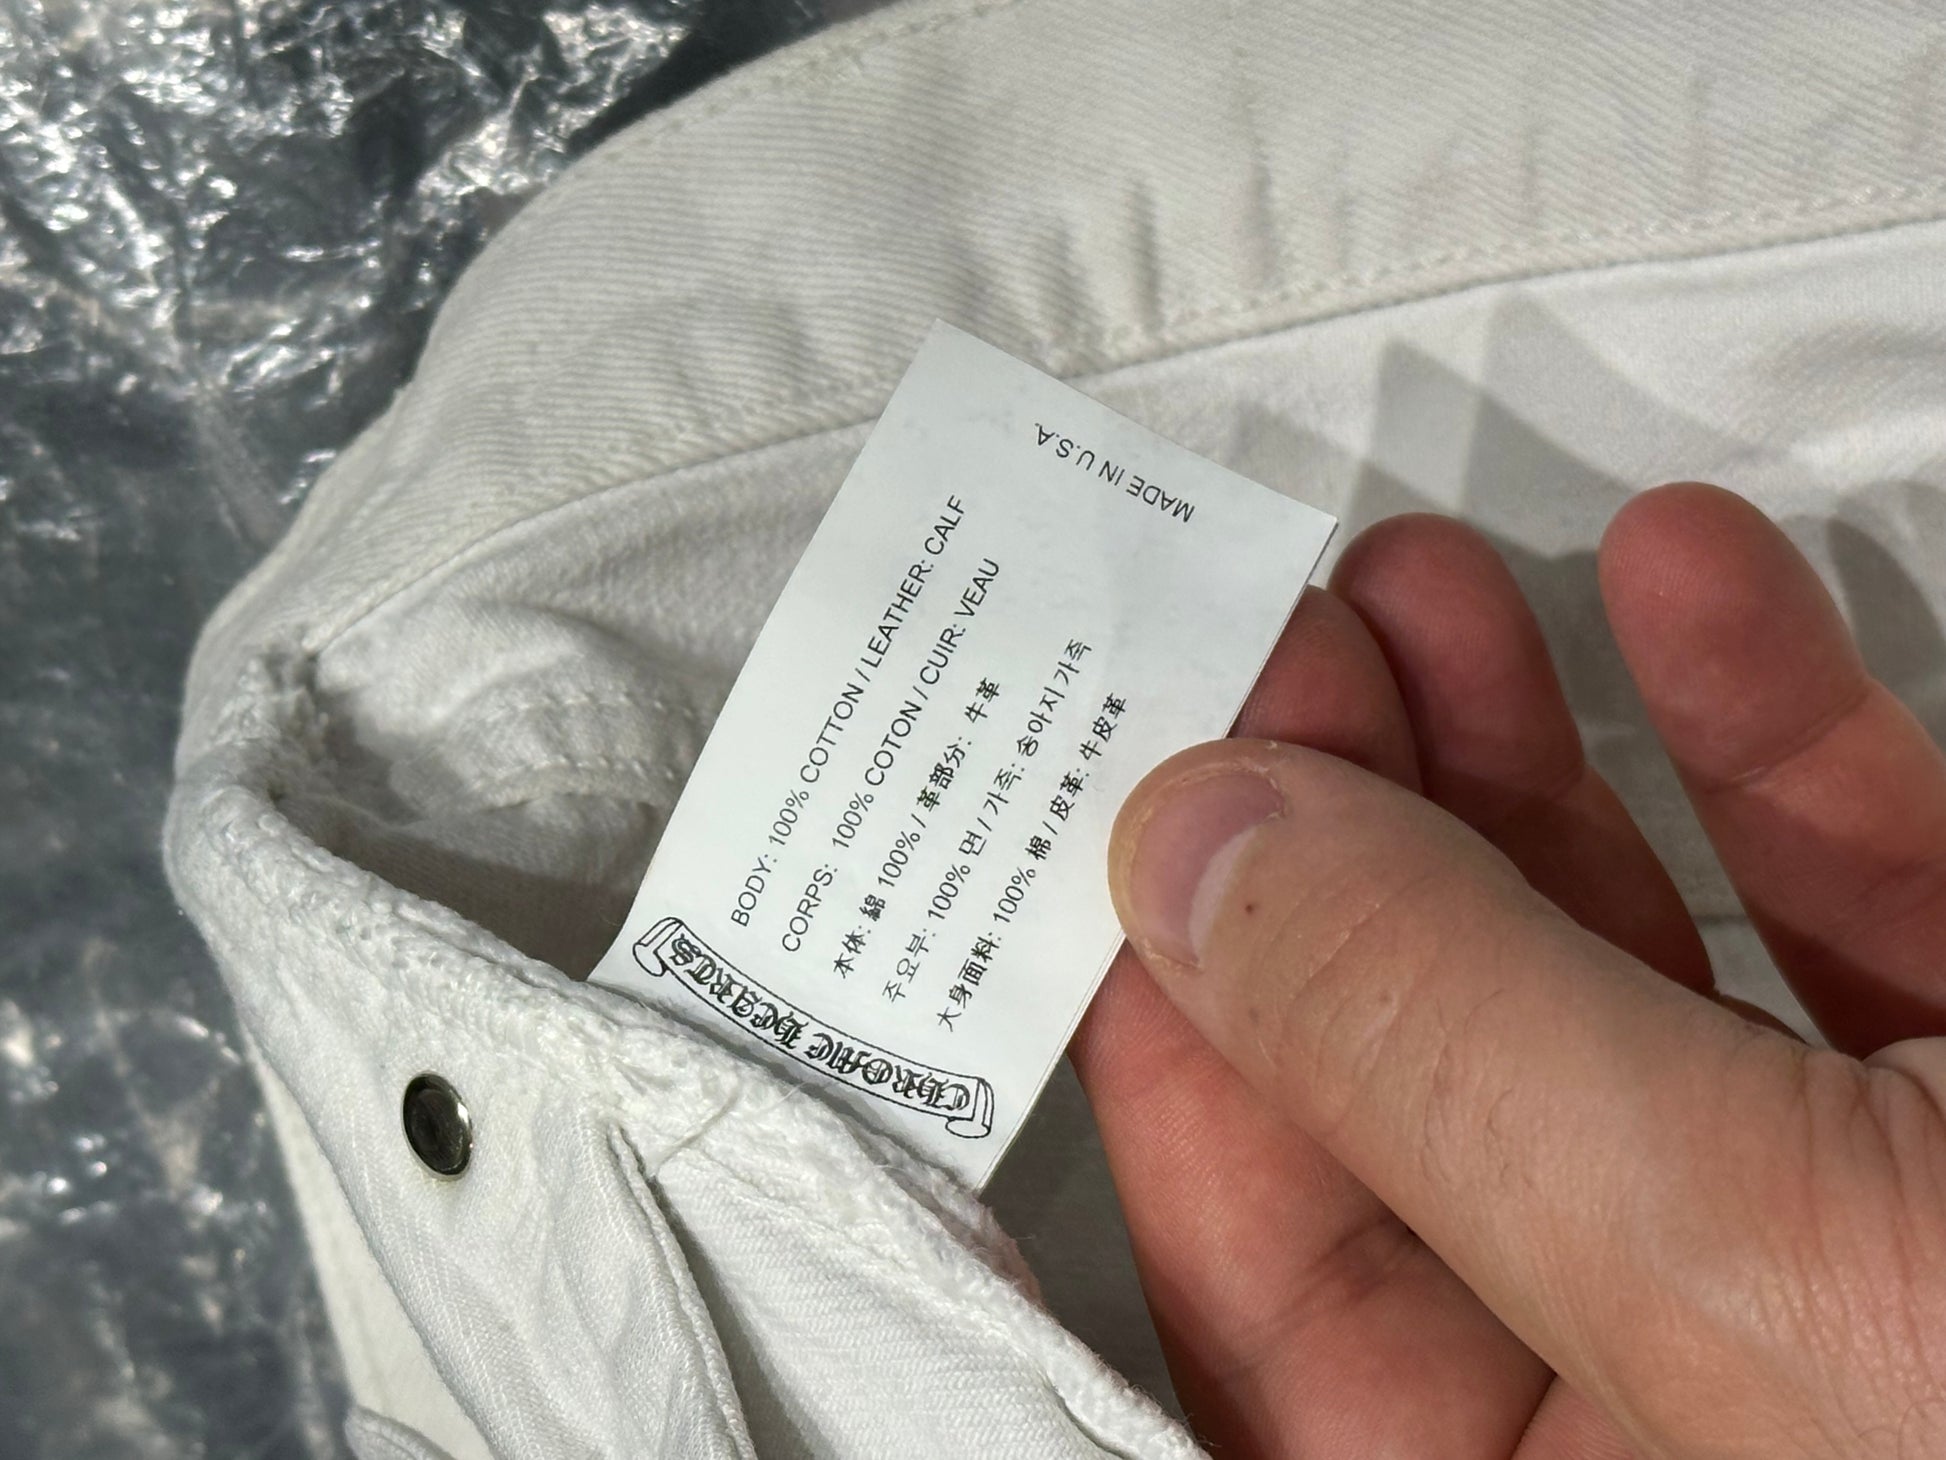 CHROME HEARTS
BODY: 100% COTTON / LEATHER: CALF
CORPS: 100% COTON / CUIR: VEAU
本体: 綿 100% / 革部分: 牛革
주요부: 100% 면 / 가죽: 송아지 가죽
大身面料: 100% 棉 / 皮革: 牛皮革
MADE IN U.S.A.